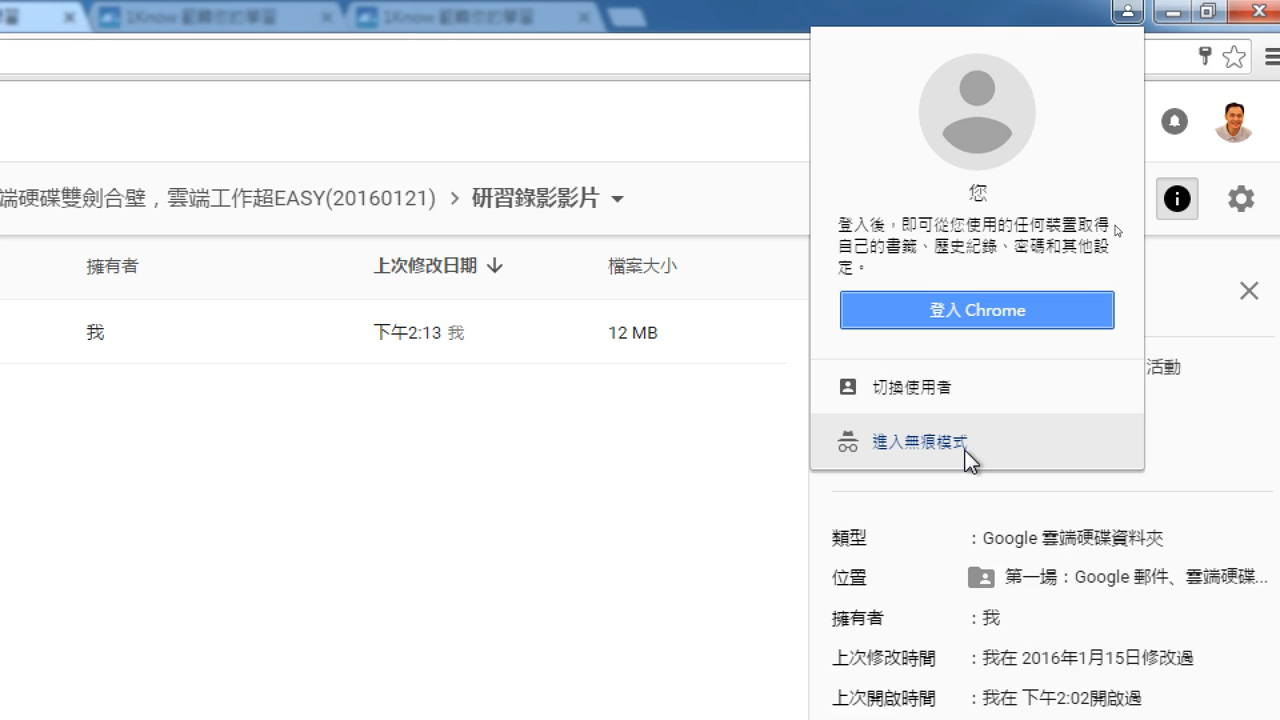 習
1Know 翻轉你的學習
1Know 翻轉你的學習
端硬碟雙劍合壁，雲端工作超EASY(20160121) > 研習錄影影片
擁有者 上次修改日期 檔案大小
我 下午2:13 我 12 MB
您
登入後，即可從您使用的任何裝置取得
自己的書籤、歷史紀錄、密碼和其他設
定。
登入 Chrome
活動
切換使用者
進入無痕模式
類型 ：Google 雲端硬碟資料夾
位置 第一場：Google 郵件、雲端硬碟...
擁有者 ：我
上次修改時間 ：我在 2016年1月15日修改過
上次開啟時間 ：我在 下午2:02開啟過